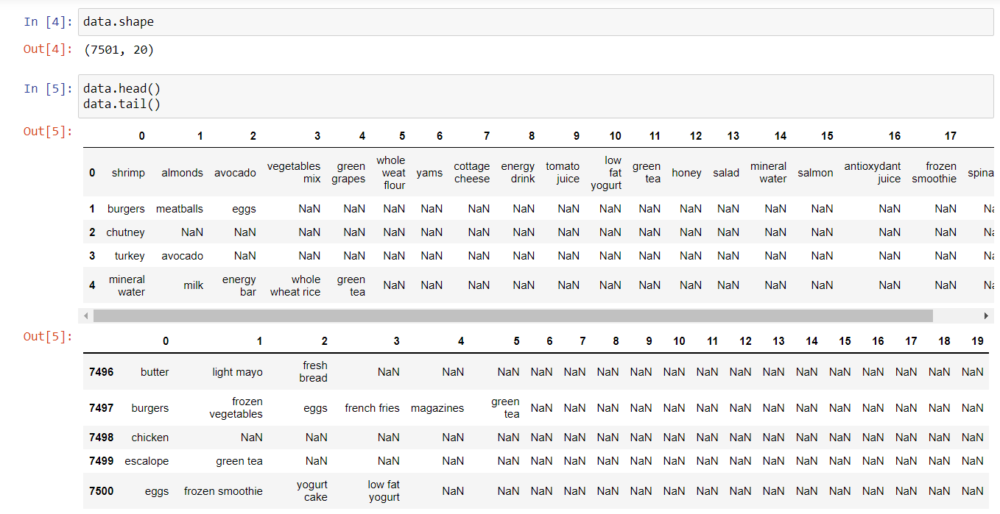 In [4]: data.shape
Out[4]: (7501, 20)
In [5]: data.head()
data.tail()
Out[5]:
0 1 2 3 4 5 6 7 8 9 10 11 12 13 14 15 16 17
0 shrimp almonds avocado vegetables mix green grapes whole weat flour yams cottage cheese energy drink tomato juice low fat yogurt green tea honey salad mineral water salmon antioxydant juice frozen smoothie spina
1 burgers meatballs eggs NaN NaN NaN NaN NaN NaN NaN NaN NaN NaN NaN NaN NaN NaN NaN Na
2 chutney NaN NaN NaN NaN NaN NaN NaN NaN NaN NaN NaN NaN NaN NaN NaN NaN NaN Na
3 turkey avocado NaN NaN NaN NaN NaN NaN NaN NaN NaN NaN NaN NaN NaN NaN NaN NaN Na
4 mineral water milk energy bar whole wheat rice green tea NaN NaN NaN NaN NaN NaN NaN NaN NaN NaN NaN NaN NaN Na
Out[5]:
0 1 2 3 4 5 6 7 8 9 10 11 12 13 14 15 16 17 18 19
7496 butter light mayo fresh bread NaN NaN NaN NaN NaN NaN NaN NaN NaN NaN NaN NaN NaN NaN NaN NaN NaN
7497 burgers frozen vegetables eggs french fries magazines green tea NaN NaN NaN NaN NaN NaN NaN NaN NaN NaN NaN NaN NaN NaN
7498 chicken NaN NaN NaN NaN NaN NaN NaN NaN NaN NaN NaN NaN NaN NaN NaN NaN NaN NaN NaN
7499 escalope green tea NaN NaN NaN NaN NaN NaN NaN NaN NaN NaN NaN NaN NaN NaN NaN NaN NaN NaN
7500 eggs frozen smoothie yogurt cake low fat yogurt NaN NaN NaN NaN NaN NaN NaN NaN NaN NaN NaN NaN NaN NaN NaN NaN